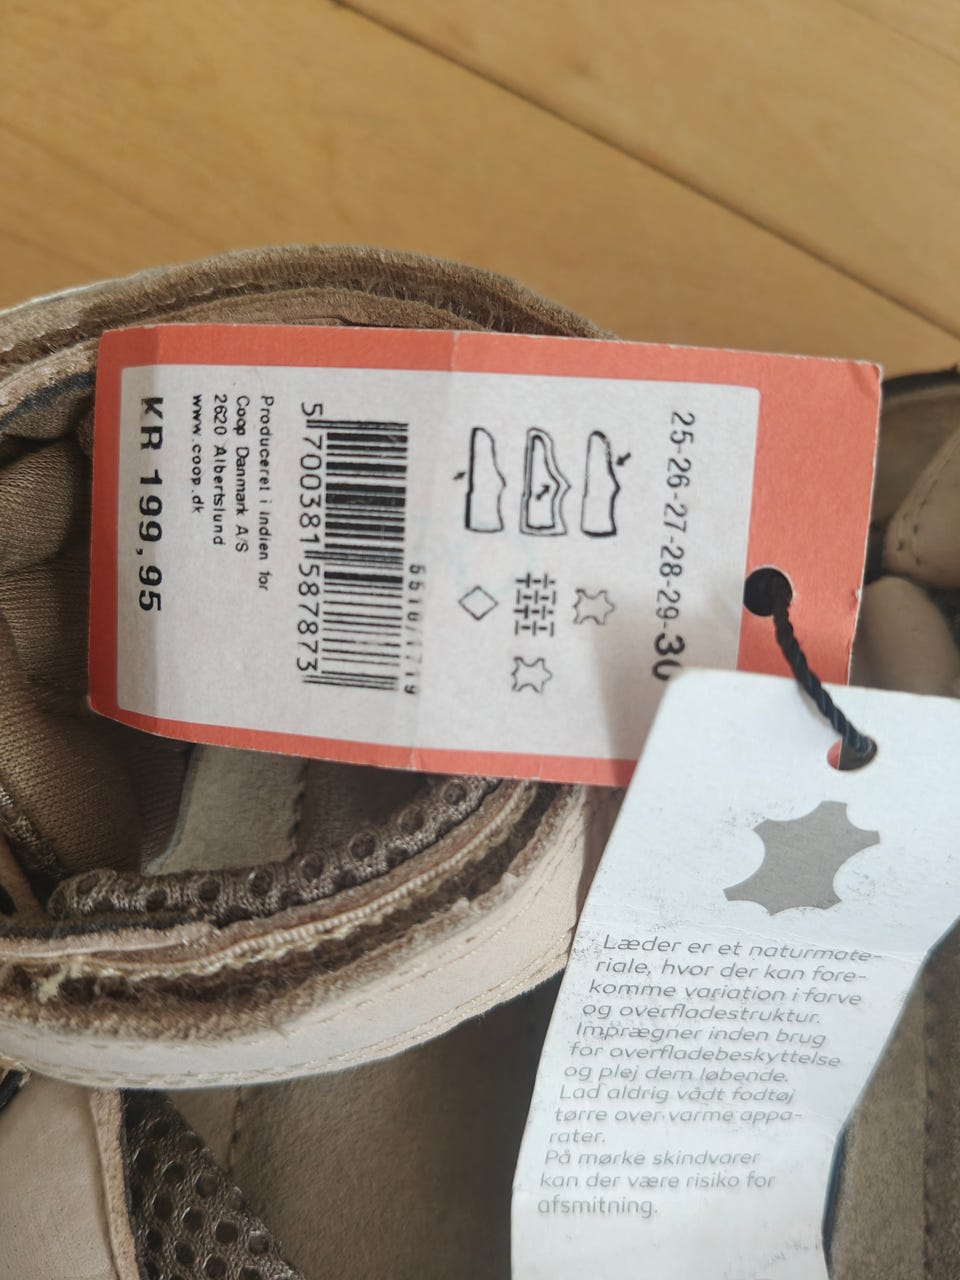 25-26-27-28-29-30
5510/1719
5 700381 587873
Produceret i Indien for
Coop Danmark A/S
2620 Albertslund
www.coop.dk
KR 199,95
Læder er et naturmate-
riale, hvor der kan fore-
komme variation i farve
og overfladestruktur.
Imprægner inden brug
for overfladebeskyttelse
og plej dem løbende.
Lad aldrig vådt fodtøj
tørre over varme appa-
rater.
På mørke skindvarer
kan der være risiko for
afsmitning.